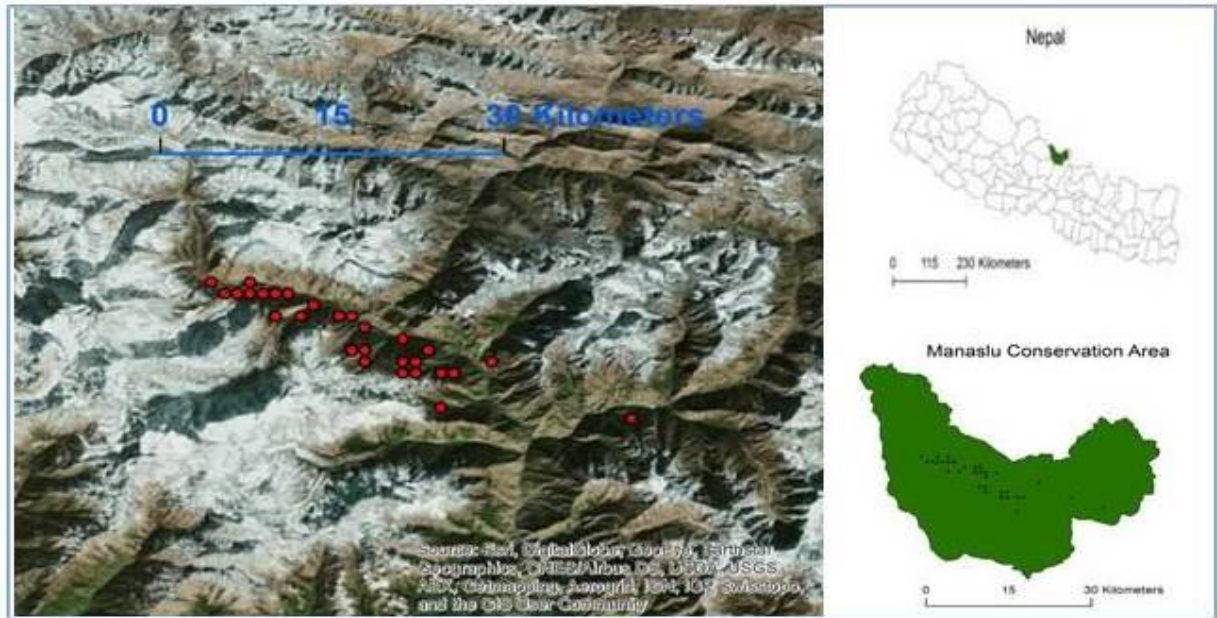 0 15 30 Kilometers
Source: Esri, DigitalGlobe, GeoEye, Earthstar
Geographics, CNES/Airbus DS, USDA, USGS,
AEX, Getmapping, Aerogrid, IGN, IGP, swisstopo,
and the GIS User Community
Nepal
0 115 230 Kilometers
Manaslu Conservation Area
0 15 30 Kilometers